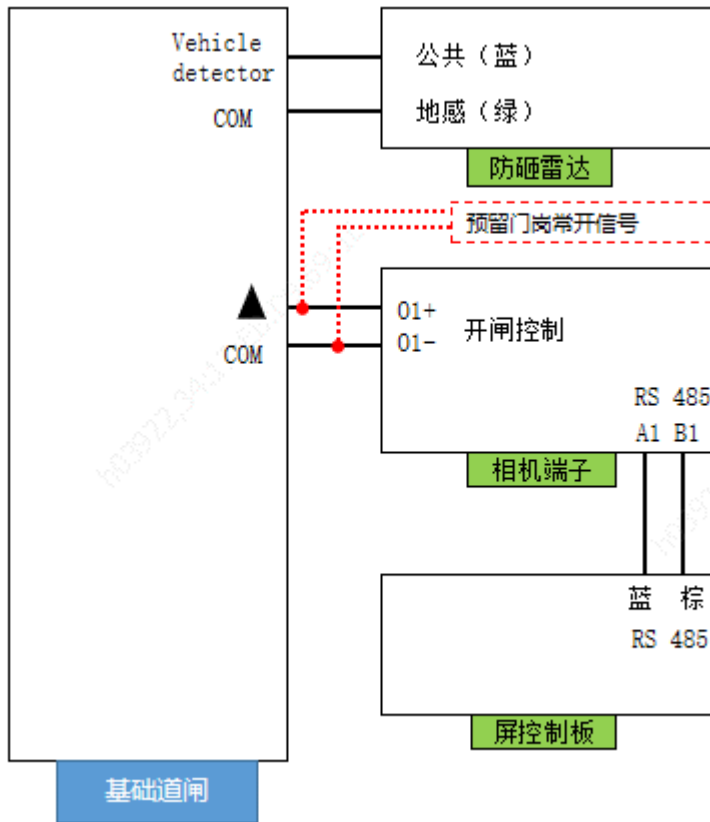 Vehicle
detector
COM
公共（蓝）
地感（绿）
防砸雷达
预留门岗常开信号
▲
COM
O1+
O1-
开闸控制
RS 485
A1 B1
相机端子
蓝 棕
RS 485
屏控制板
基础道闸